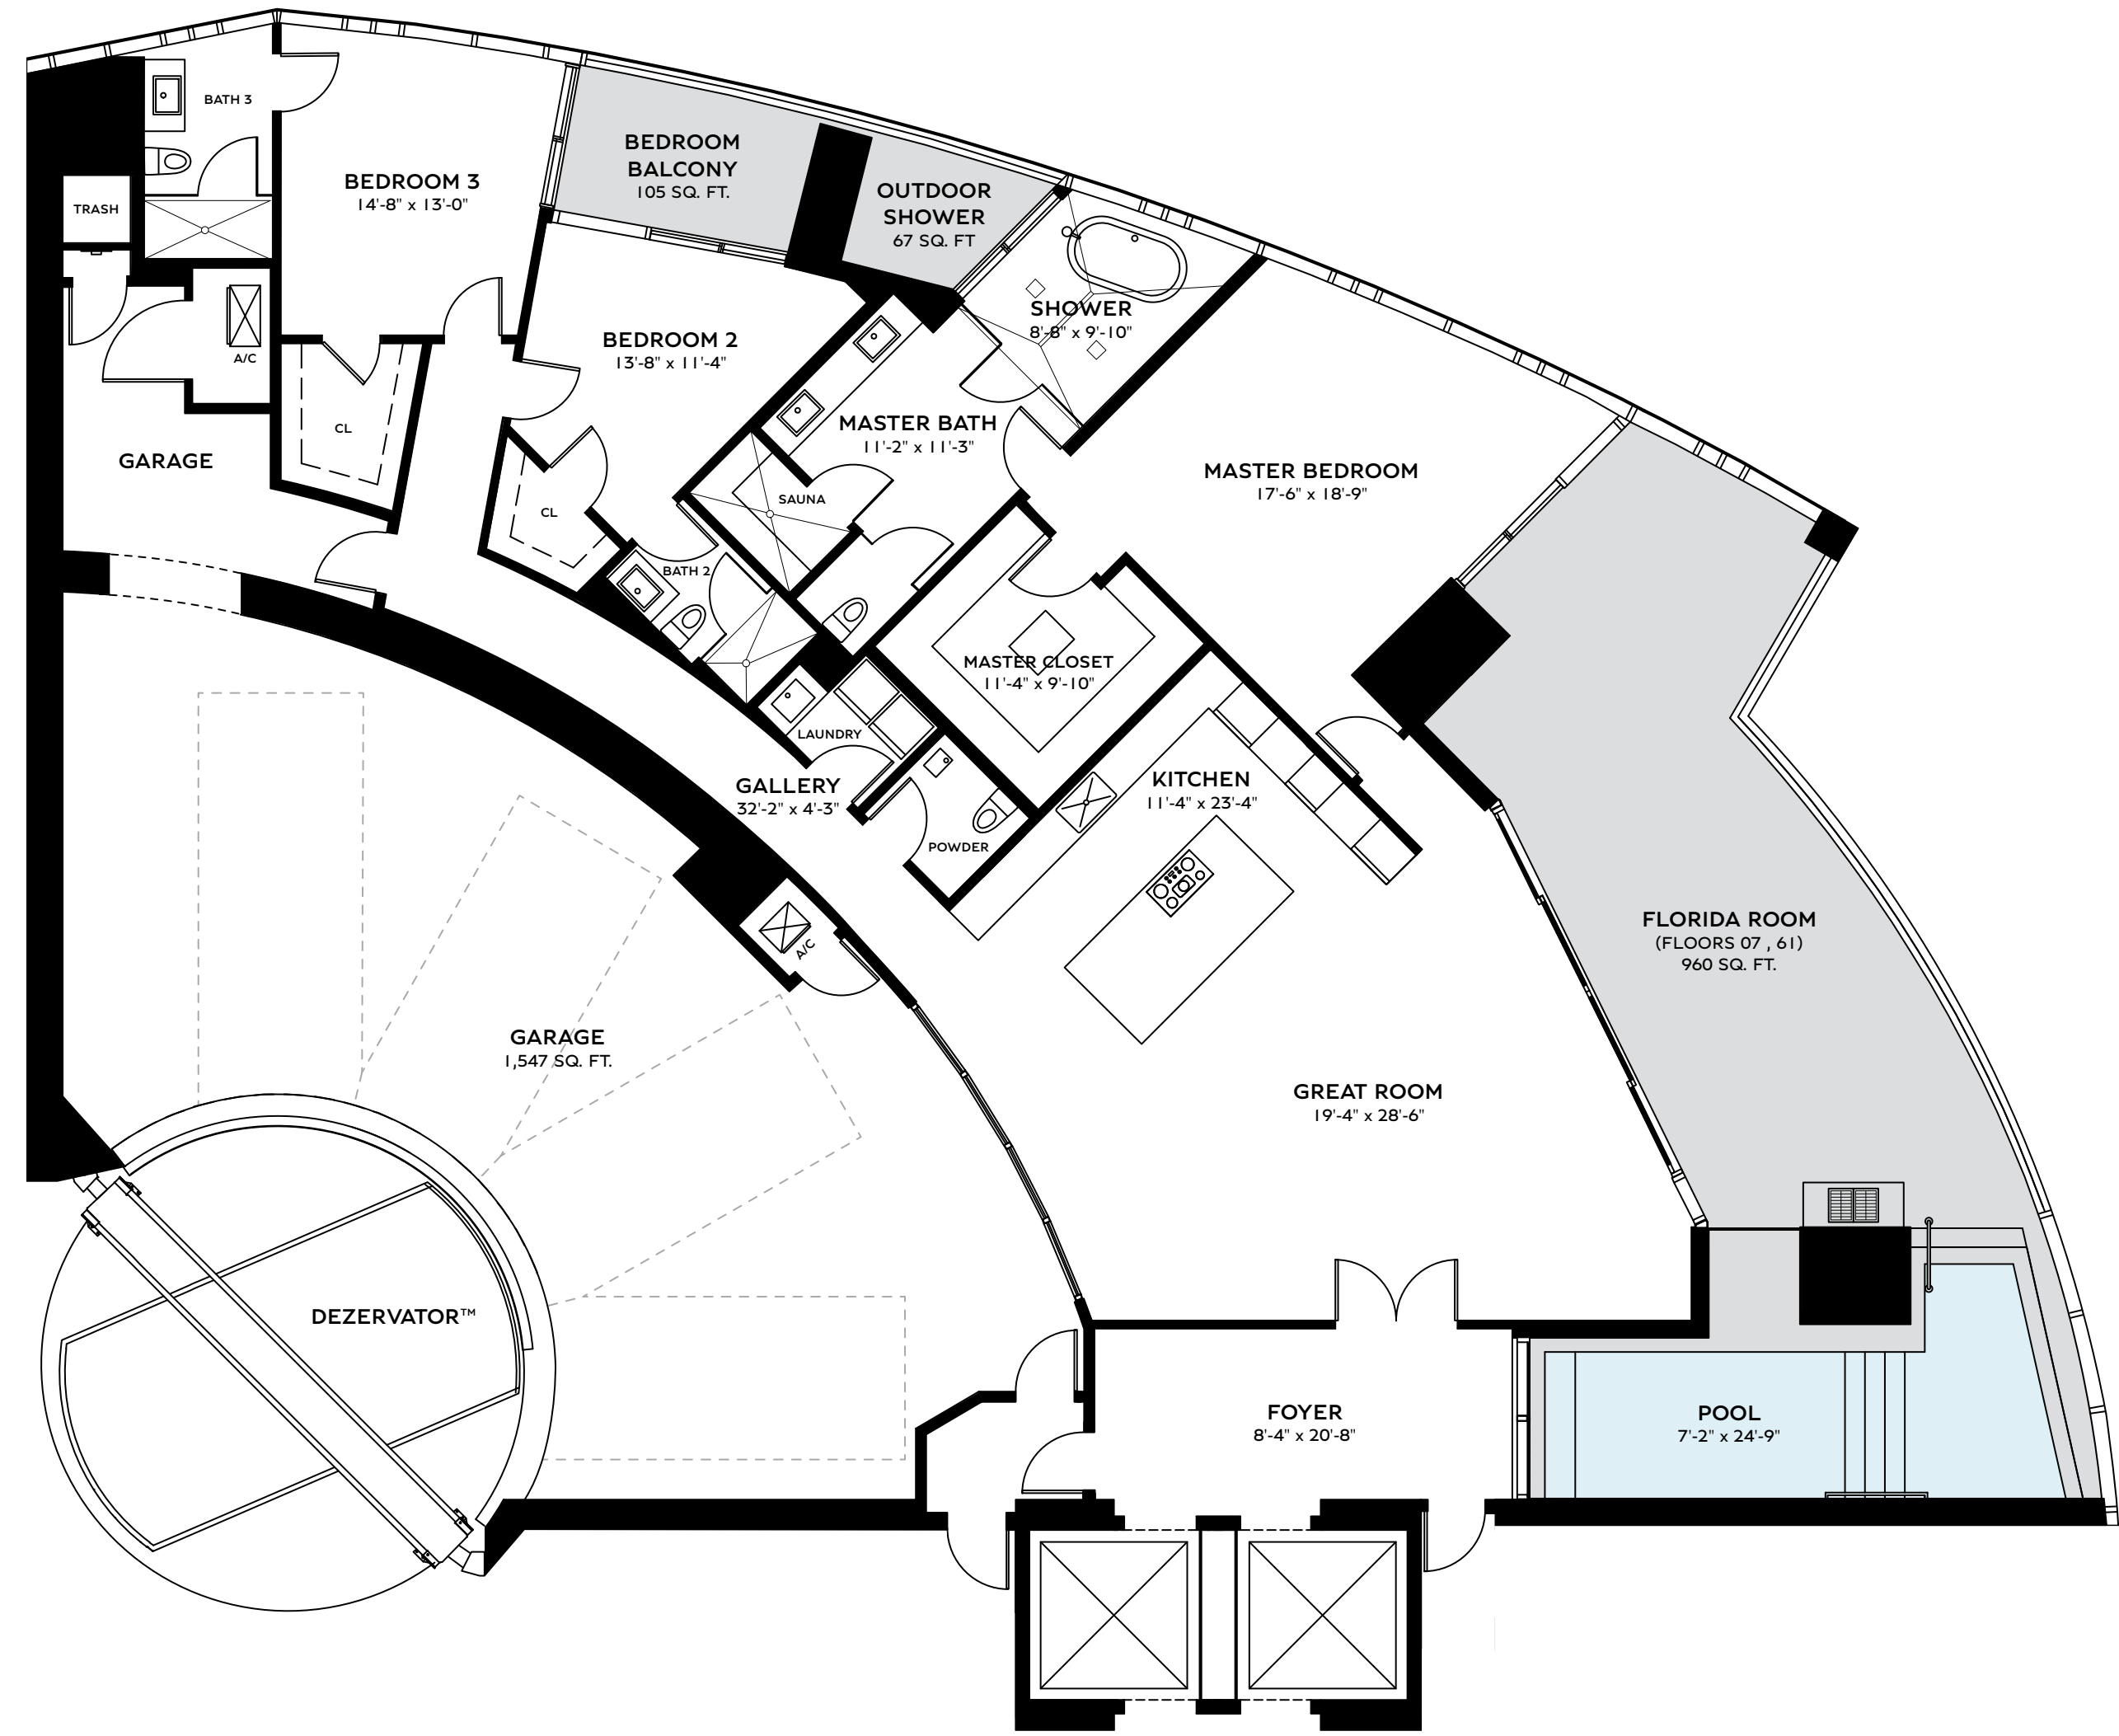 BATH 3
BEDROOM 3
14'-8" x 13'-0"
TRASH
BEDROOM
BALCONY
105 SQ. FT.
OUTDOOR
SHOWER
67 SQ. FT
SHOWER
8'-8" x 9'-10"
A/C
BEDROOM 2
13'-8" x 11'-4"
CL
GARAGE
MASTER BATH
11'-2" x 11'-3"
MASTER BEDROOM
17'-6" x 18'-9"
SAUNA
CL
BATH 2
MASTER CLOSET
11'-4" x 9'-10"
LAUNDRY
GALLERY
32'-2" x 4'-3"
KITCHEN
11'-4" x 23'-4"
POWDER
A/C
FLORIDA ROOM
(FLOORS 07 , 61)
960 SQ. FT.
GARAGE
1,547 SQ. FT.
GREAT ROOM
19'-4" x 28'-6"
DEZERVATOR™
FOYER
8'-4" x 20'-8"
POOL
7'-2" x 24'-9"